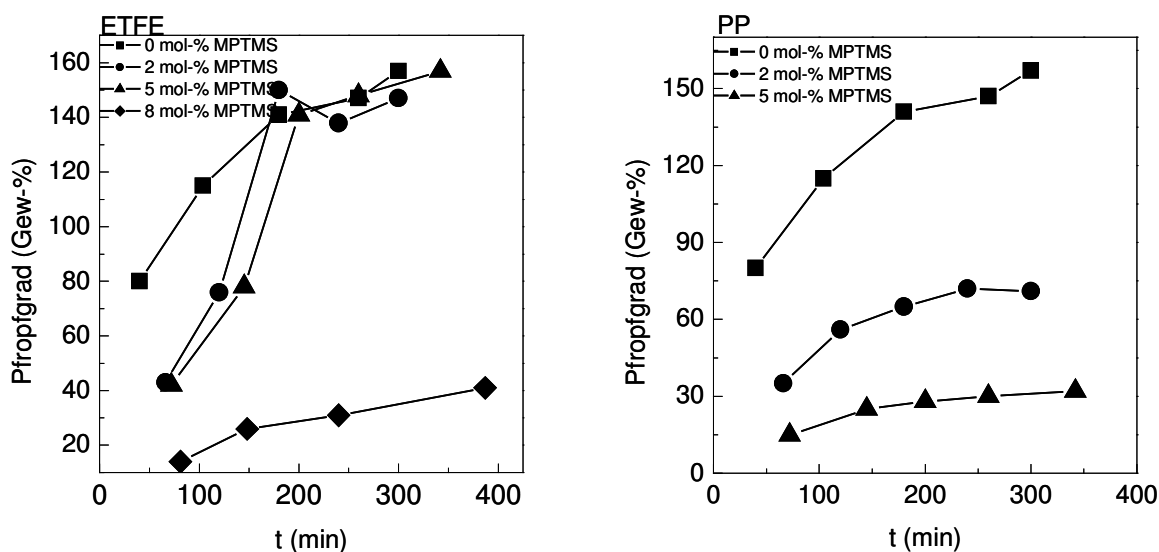 ETFE
0 mol-% MPTMS
2 mol-% MPTMS
5 mol-% MPTMS
8 mol-% MPTMS
160
140
120
100
80
60
40
20
0 100 200 300 400
Pfropfgrad (Gew-%)
t (min)
PP
0 mol-% MPTMS
2 mol-% MPTMS
5 mol-% MPTMS
150
120
90
60
30
0
0 100 200 300 400
Pfropfgrad (Gew-%)
t (min)